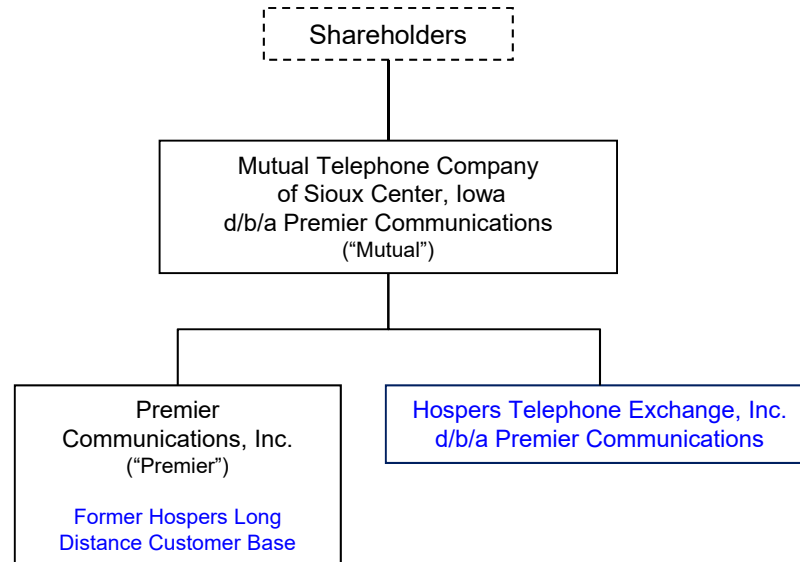 Shareholders
Mutual Telephone Company
of Sioux Center, Iowa
d/b/a Premier Communications
(“Mutual”)
Premier
Communications, Inc.
(“Premier”)
Former Hospers Long
Distance Customer Base
Hospers Telephone Exchange, Inc.
d/b/a Premier Communications